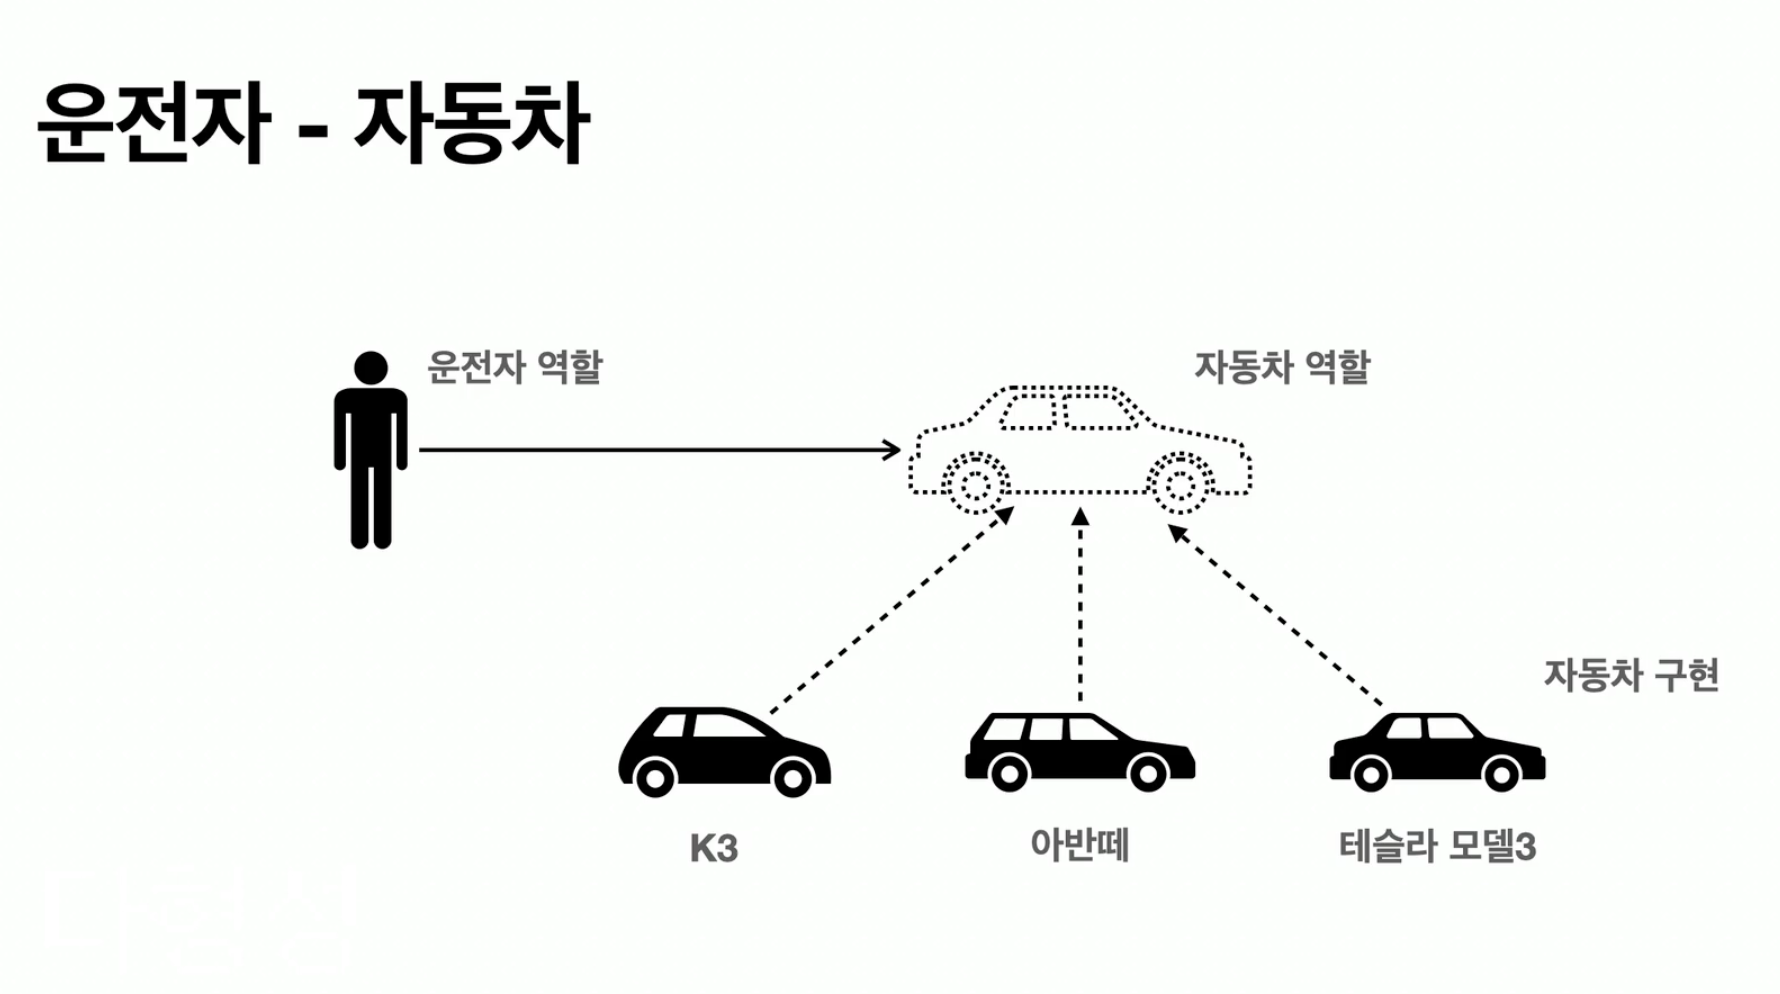 운전자 - 자동차
운전자 역할
자동차 역할
자동차 구현
K3
아반떼
테슬라 모델3